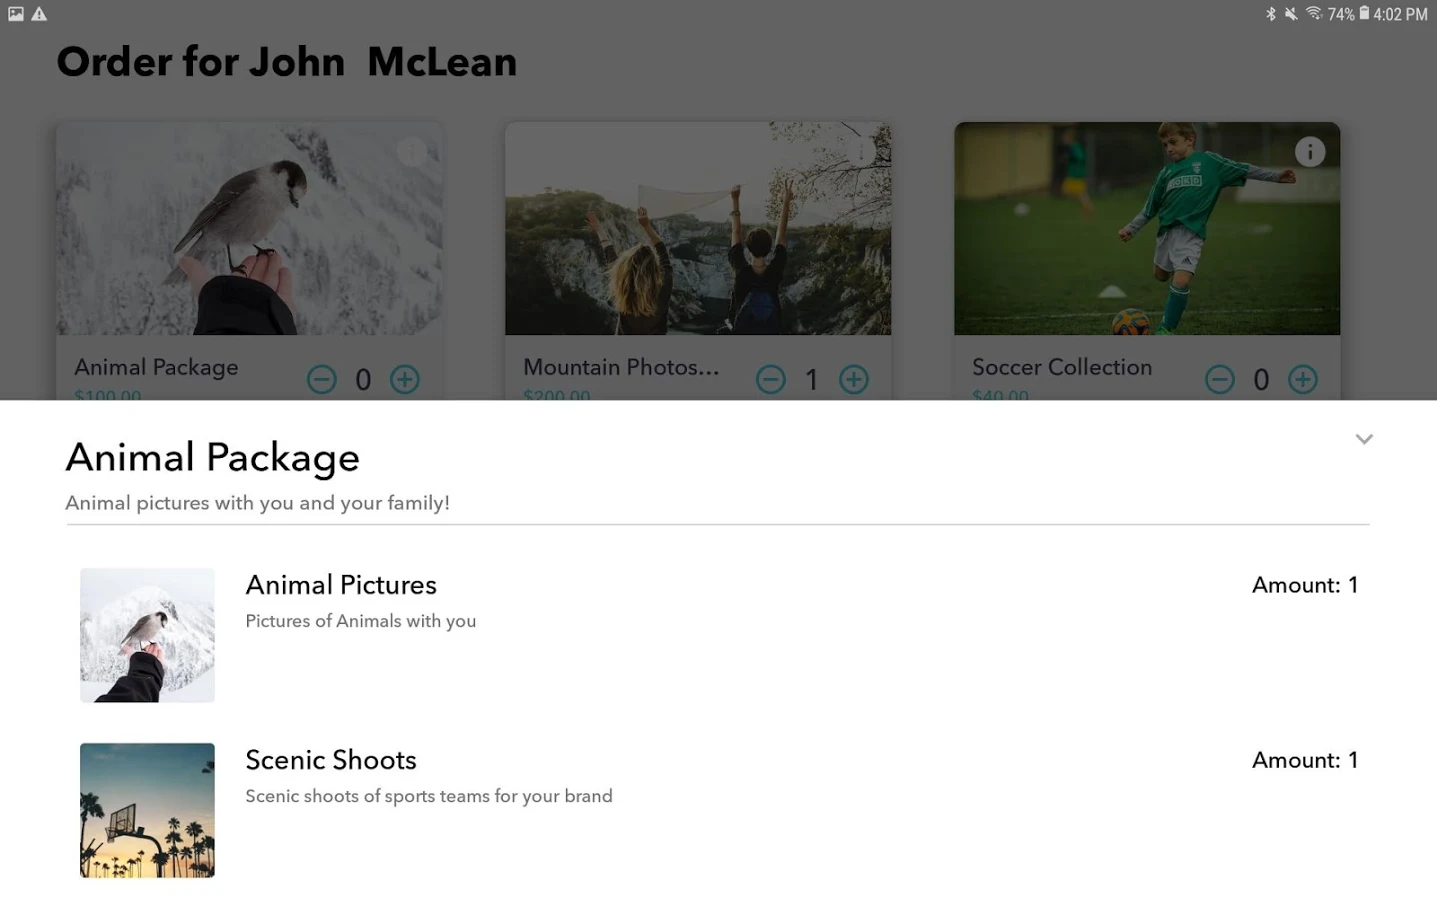 74% 4:02 PM
Order for John McLean
Animal Package
0
$100.00
Mountain Photos...
1
$200.00
Soccer Collection
0
$40.00
Animal Package
Animal pictures with you and your family!
Animal Pictures
Amount: 1
Pictures of Animals with you
Scenic Shoots
Amount: 1
Scenic shoots of sports teams for your brand